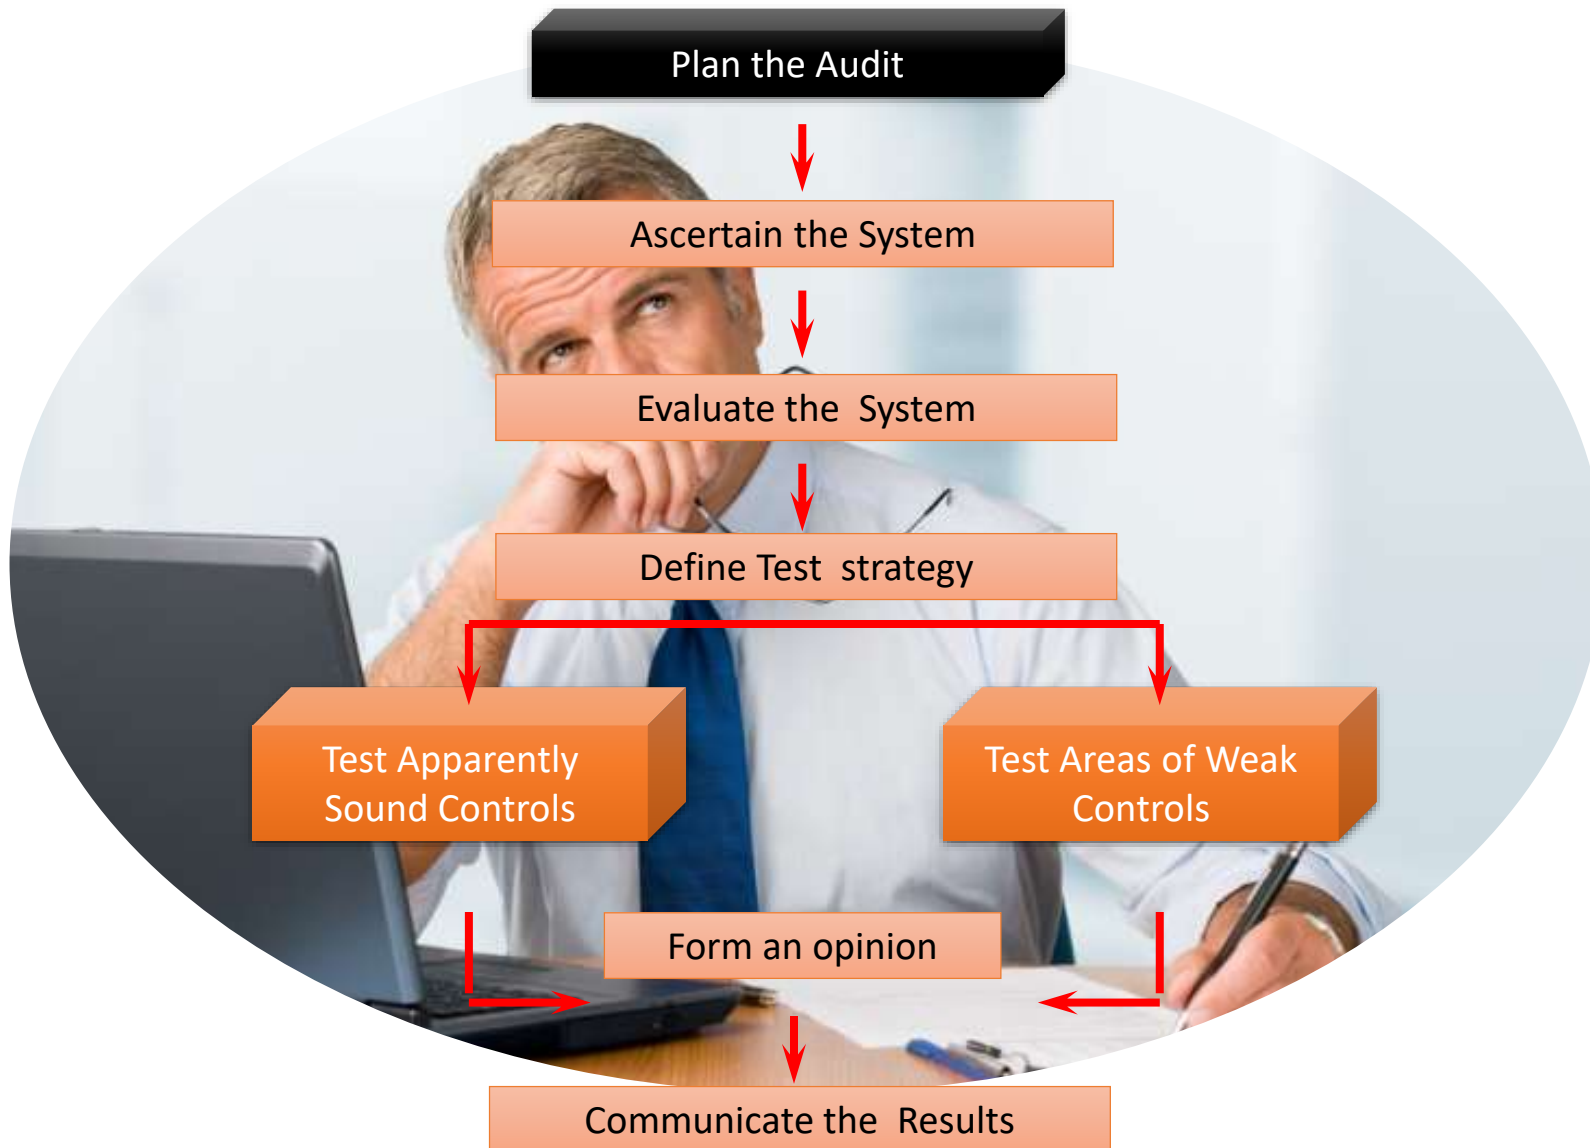 Plan the Audit
Ascertain the System
Evaluate the  System
Define Test  strategy
Test Apparently
Sound Controls
Test Areas of Weak
Controls
Form an opinion
Communicate the  Results